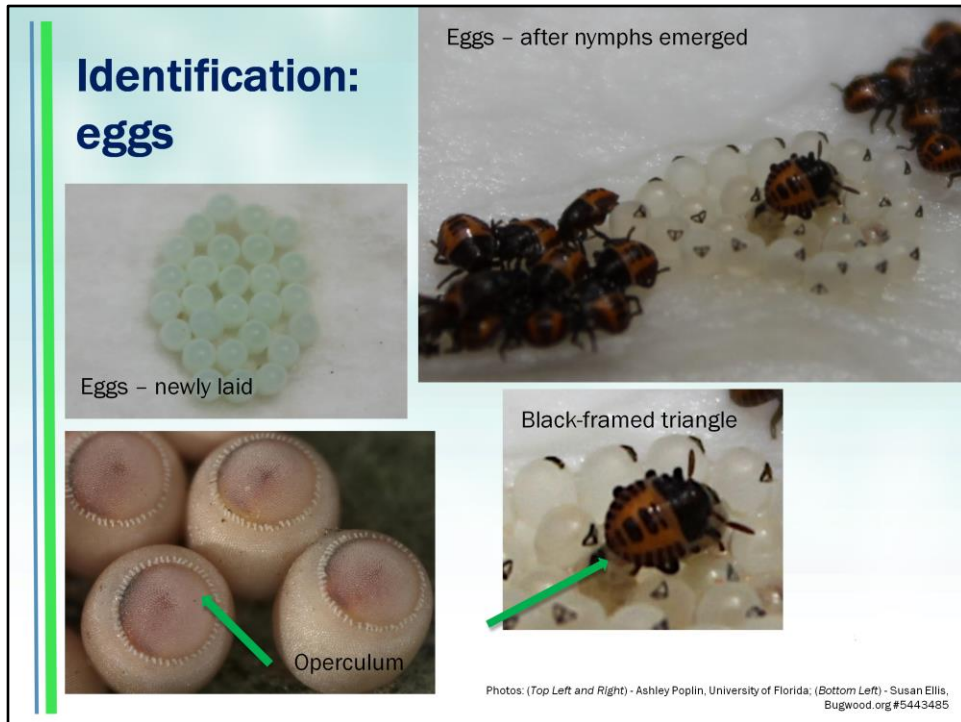 Identification:
eggs
Eggs – after nymphs emerged
Eggs – newly laid
Black-framed triangle
Operculum
Photos: (Top Left and Right) - Ashley Poplin, University of Florida; (Bottom Left) - Susan Ellis,
Bugwood.org #5443485